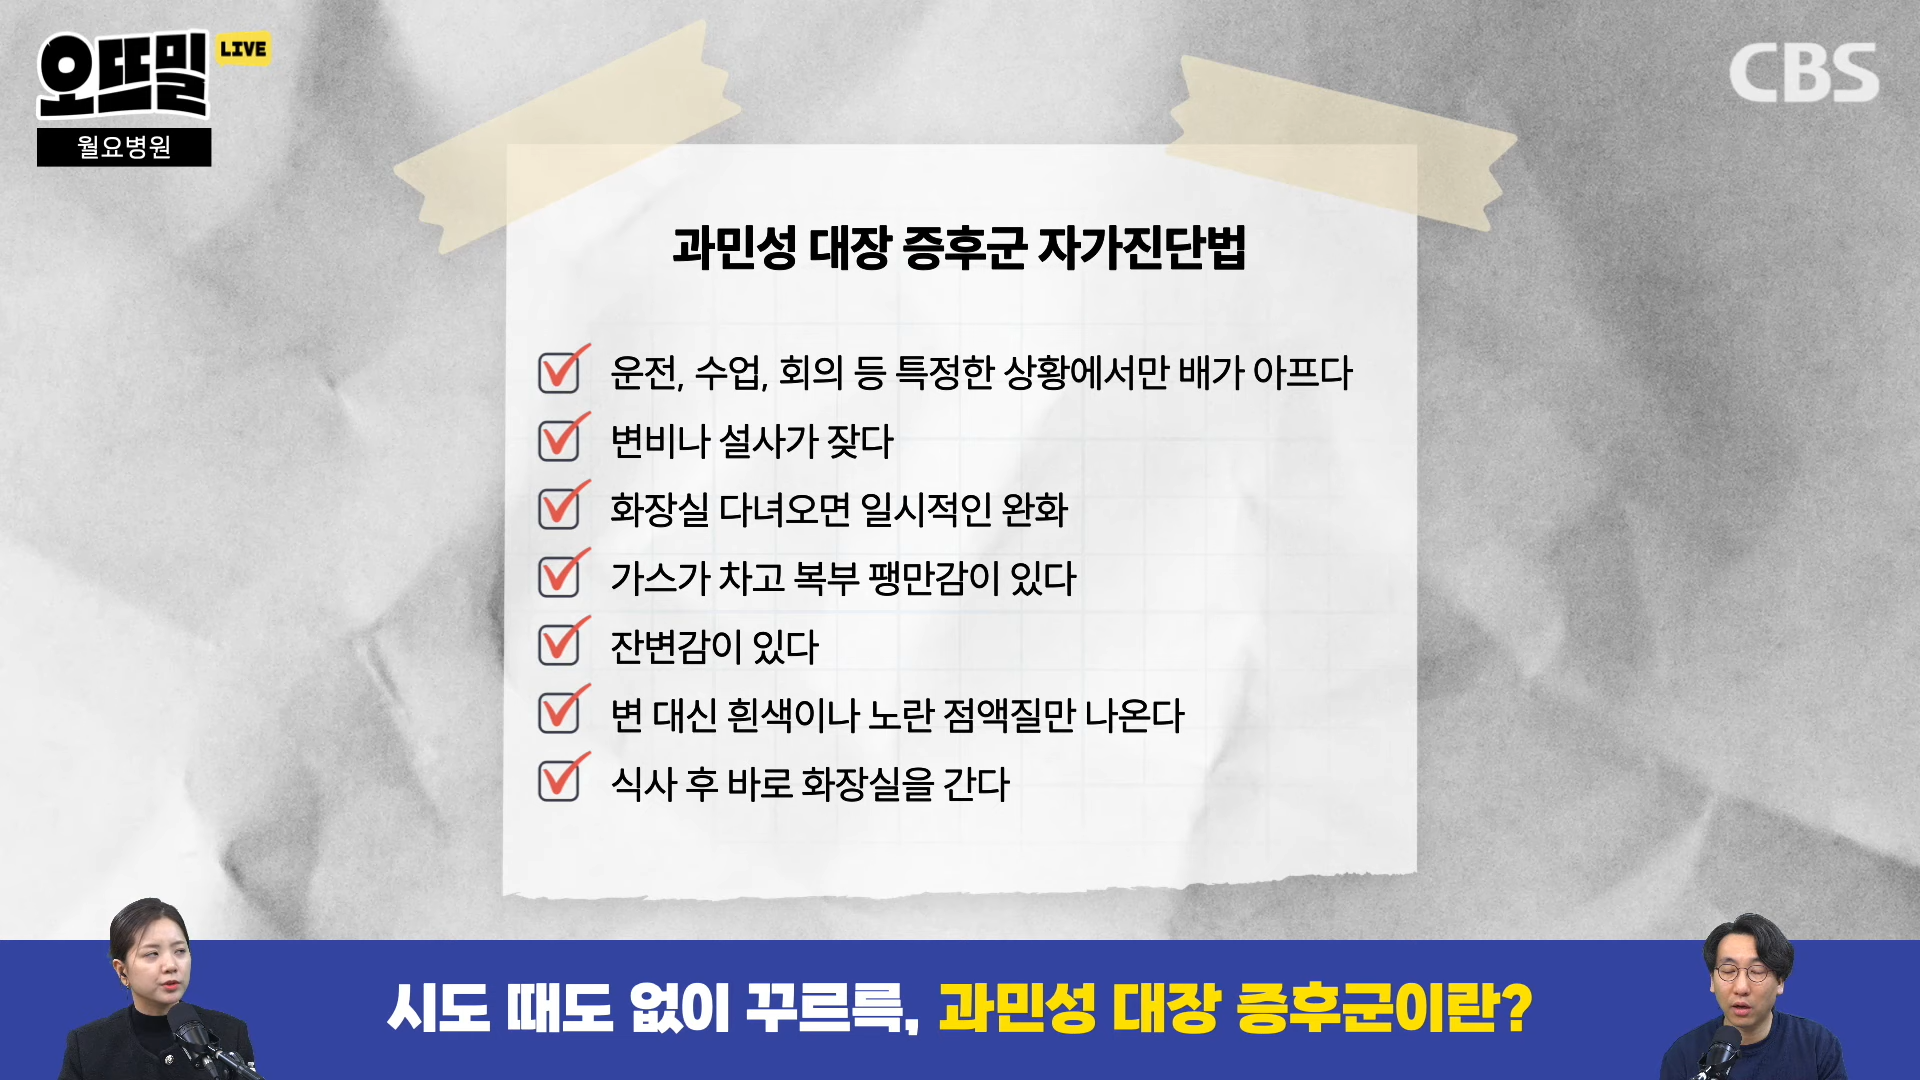 오뜨밀
LIVE
월요병원
CBS
과민성 대장 증후군 자가진단법
운전, 수업, 회의 등 특정한 상황에서만 배가 아프다
변비나 설사가 잦다
화장실 다녀오면 일시적인 완화
가스가 차고 복부 팽만감이 있다
잔변감이 있다
변 대신 흰색이나 노란 점액질만 나온다
식사 후 바로 화장실을 간다
시도 때도 없이 꾸르륵, 과민성 대장 증후군이란?